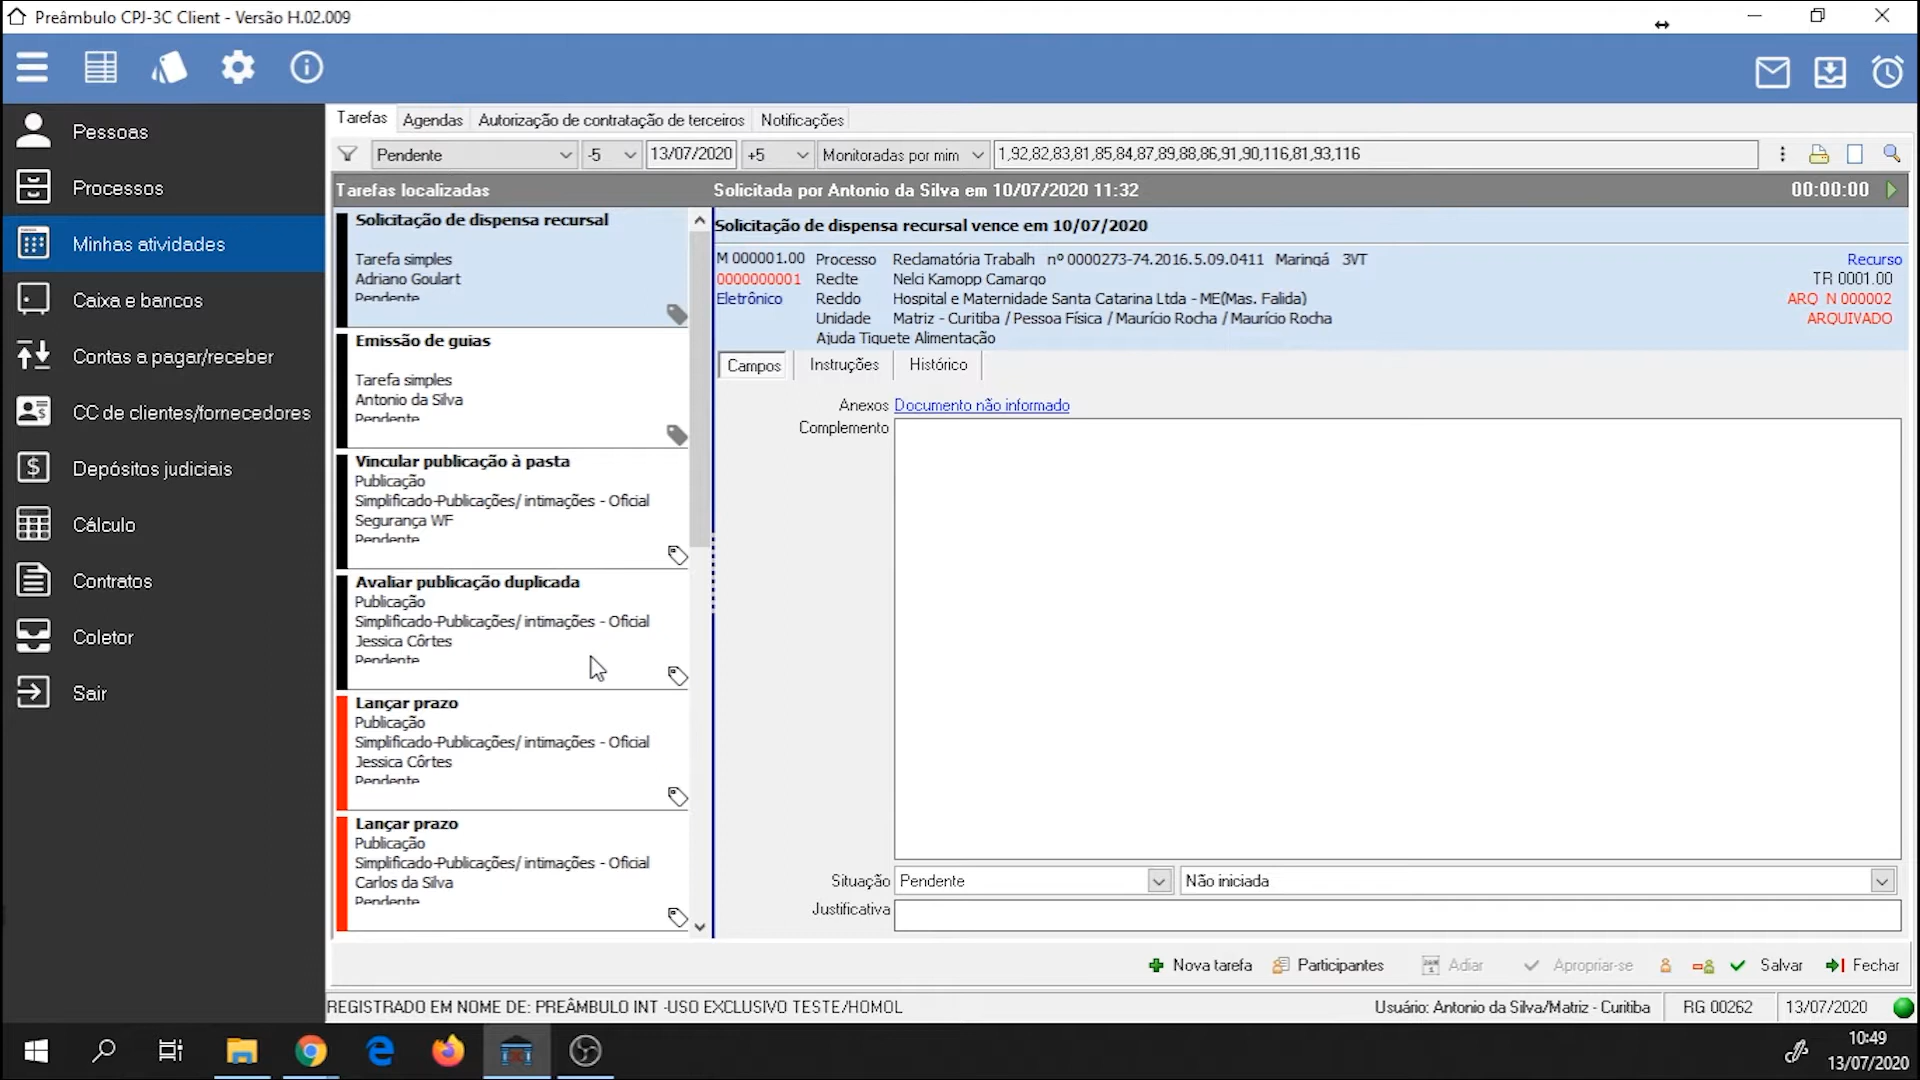 Preâmbulo CPJ-3C Client - Versão H.02.009
Pessoas
Processos
Minhas atividades
Caixa e bancos
Contas a pagar/receber
CC de clientes/fornecedores
Depósitos judiciais
Cálculo
Contratos
Coletor
Sair
Tarefas Agendas Autorização de contratação de terceiros Notificações
Pendente -5 13/07/2020 +5 Monitoradas por mim 1,92,82,83,81,85,84,87,89,88,86,91,90,116,81,93,116
Tarefas localizadas
Solicitada por Antonio da Silva em 10/07/2020 11:32 00:00:00
Solicitação de dispensa recursal
Tarefa simples
Adriano Goulart
Pendente
Emissão de guias
Tarefa simples
Antonio da Silva
Pendente
Vincular publicação à pasta
Publicação
Simplificado-Publicações/ intimações - Oficial
Segurança WF
Pendente
Avaliar publicação duplicada
Publicação
Simplificado-Publicações/ intimações - Oficial
Jessica Côrtes
Pendente
Lançar prazo
Publicação
Simplificado-Publicações/ intimações - Oficial
Jessica Côrtes
Pendente
Lançar prazo
Publicação
Simplificado-Publicações/ intimações - Oficial
Carlos da Silva
Pendente
Solicitação de dispensa recursal vence em 10/07/2020
M 000001.00 Processo Reclamatória Trabalh nº 0000273-74.2016.5.09.0411 Maringá 3VT Recurso
0000000001 Reclte Nelci Kamopp Camargo TR 0001.00
Eletrônico Recldo Hospital e Maternidade Santa Catarina Ltda - ME(Mas. Falida) ARQ N 000002
Unidade Matriz - Curitiba / Pessoa Física / Maurício Rocha / Maurício Rocha ARQUIVADO
Ajuda Tiquete Alimentação
Campos Instruções Histórico
Anexos Documento não informado
Complemento
Situação Pendente Não iniciada
Justificativa
Nova tarefa Participantes Adiar Apropriar-se Salvar Fechar
REGISTRADO EM NOME DE: PREÂMBULO INT -USO EXCLUSIVO TESTE/HOMOL Usuário: Antonio da Silva/Matriz - Curitiba RG 00262 13/07/2020
10:49
13/07/2020